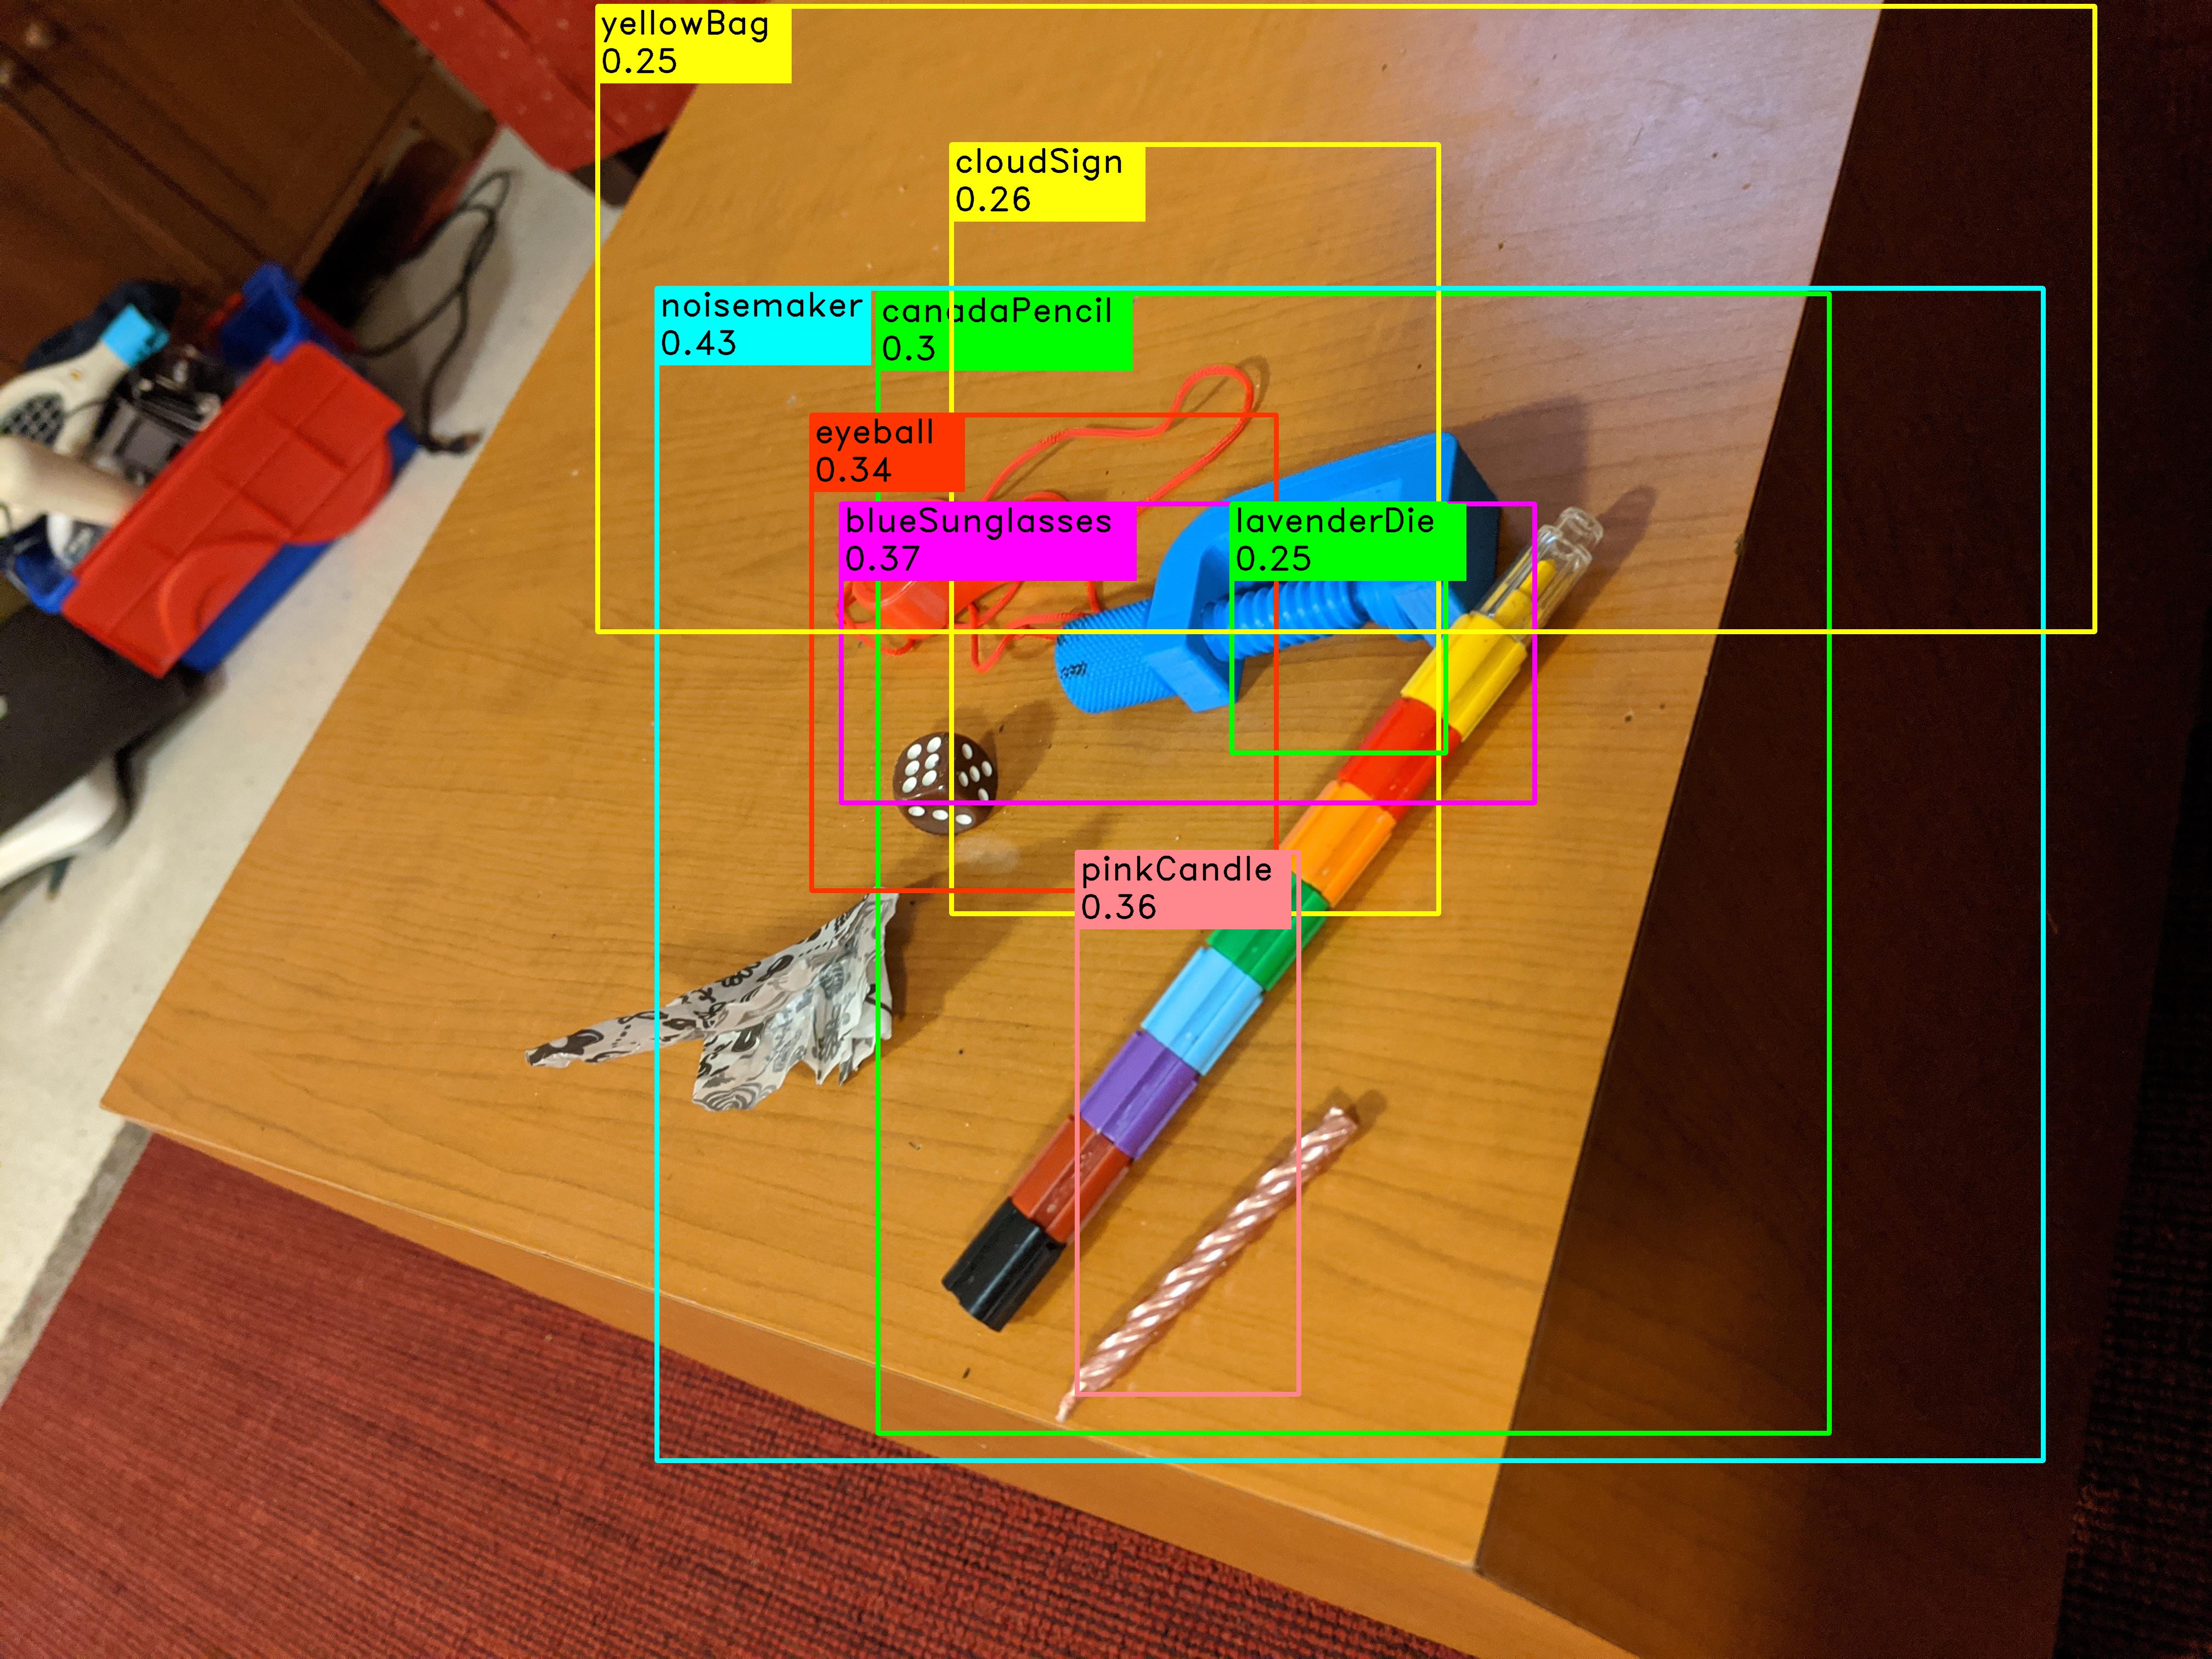 yellowBag
0.25
cloudSign
0.26
noisemaker
0.43
canadaPencil
0.3
eyeball
0.34
blueSunglasses
0.37
lavenderDie
0.25
pinkCandle
0.36